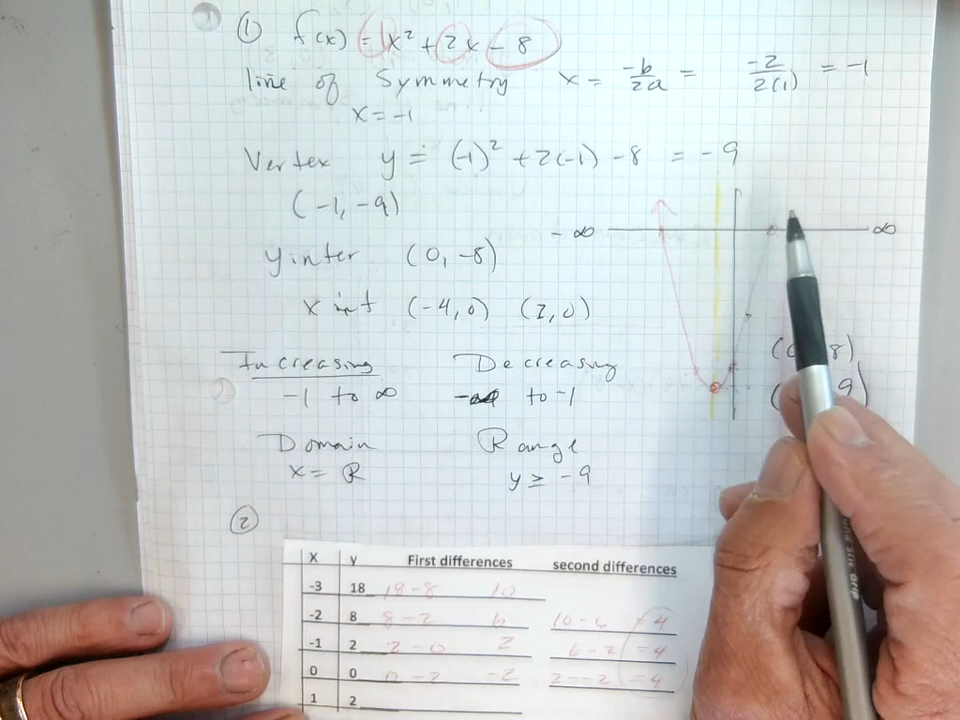 ① f(x) = 1x² + 2x - 8
line of Symmetry x = -b/2a = -2/2(1) = -1
x = -1
Vertex y = (-1)² + 2(-1) - 8 = -9
(-1, -9)
-∞ ∞
y inter (0, -8)
x int (-4, 0) (2, 0)
8)
9)
Increasing Decreasing
-1 to ∞ to -1
Domain Range
x = ℝ y ≥ -9
②
x y First differences second differences
-3 18 18-8 10
-2 8 8-2 6 10-6 = 4
-1 2 2-0 2 6-2 = 4
0 0 0-2 -2 2--2 = 4
1 2